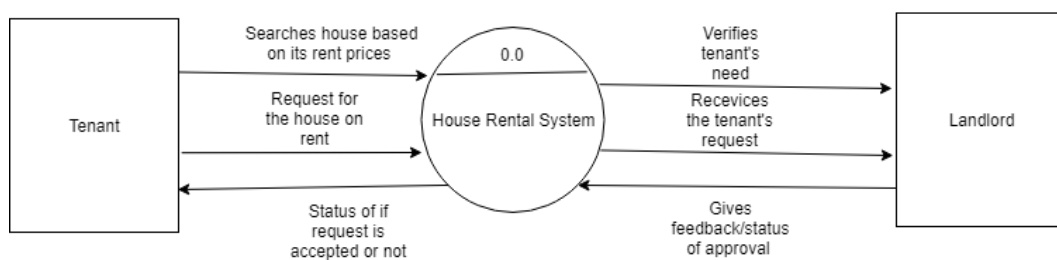 Searches house based
on its rent prices
Request for
the house on
rent
Status of if
request is
accepted or not
Tenant
0.0
House Rental System
Verifies
tenant's
need
Recevices
the tenant's
request
Gives
feedback/status
of approval
Landlord